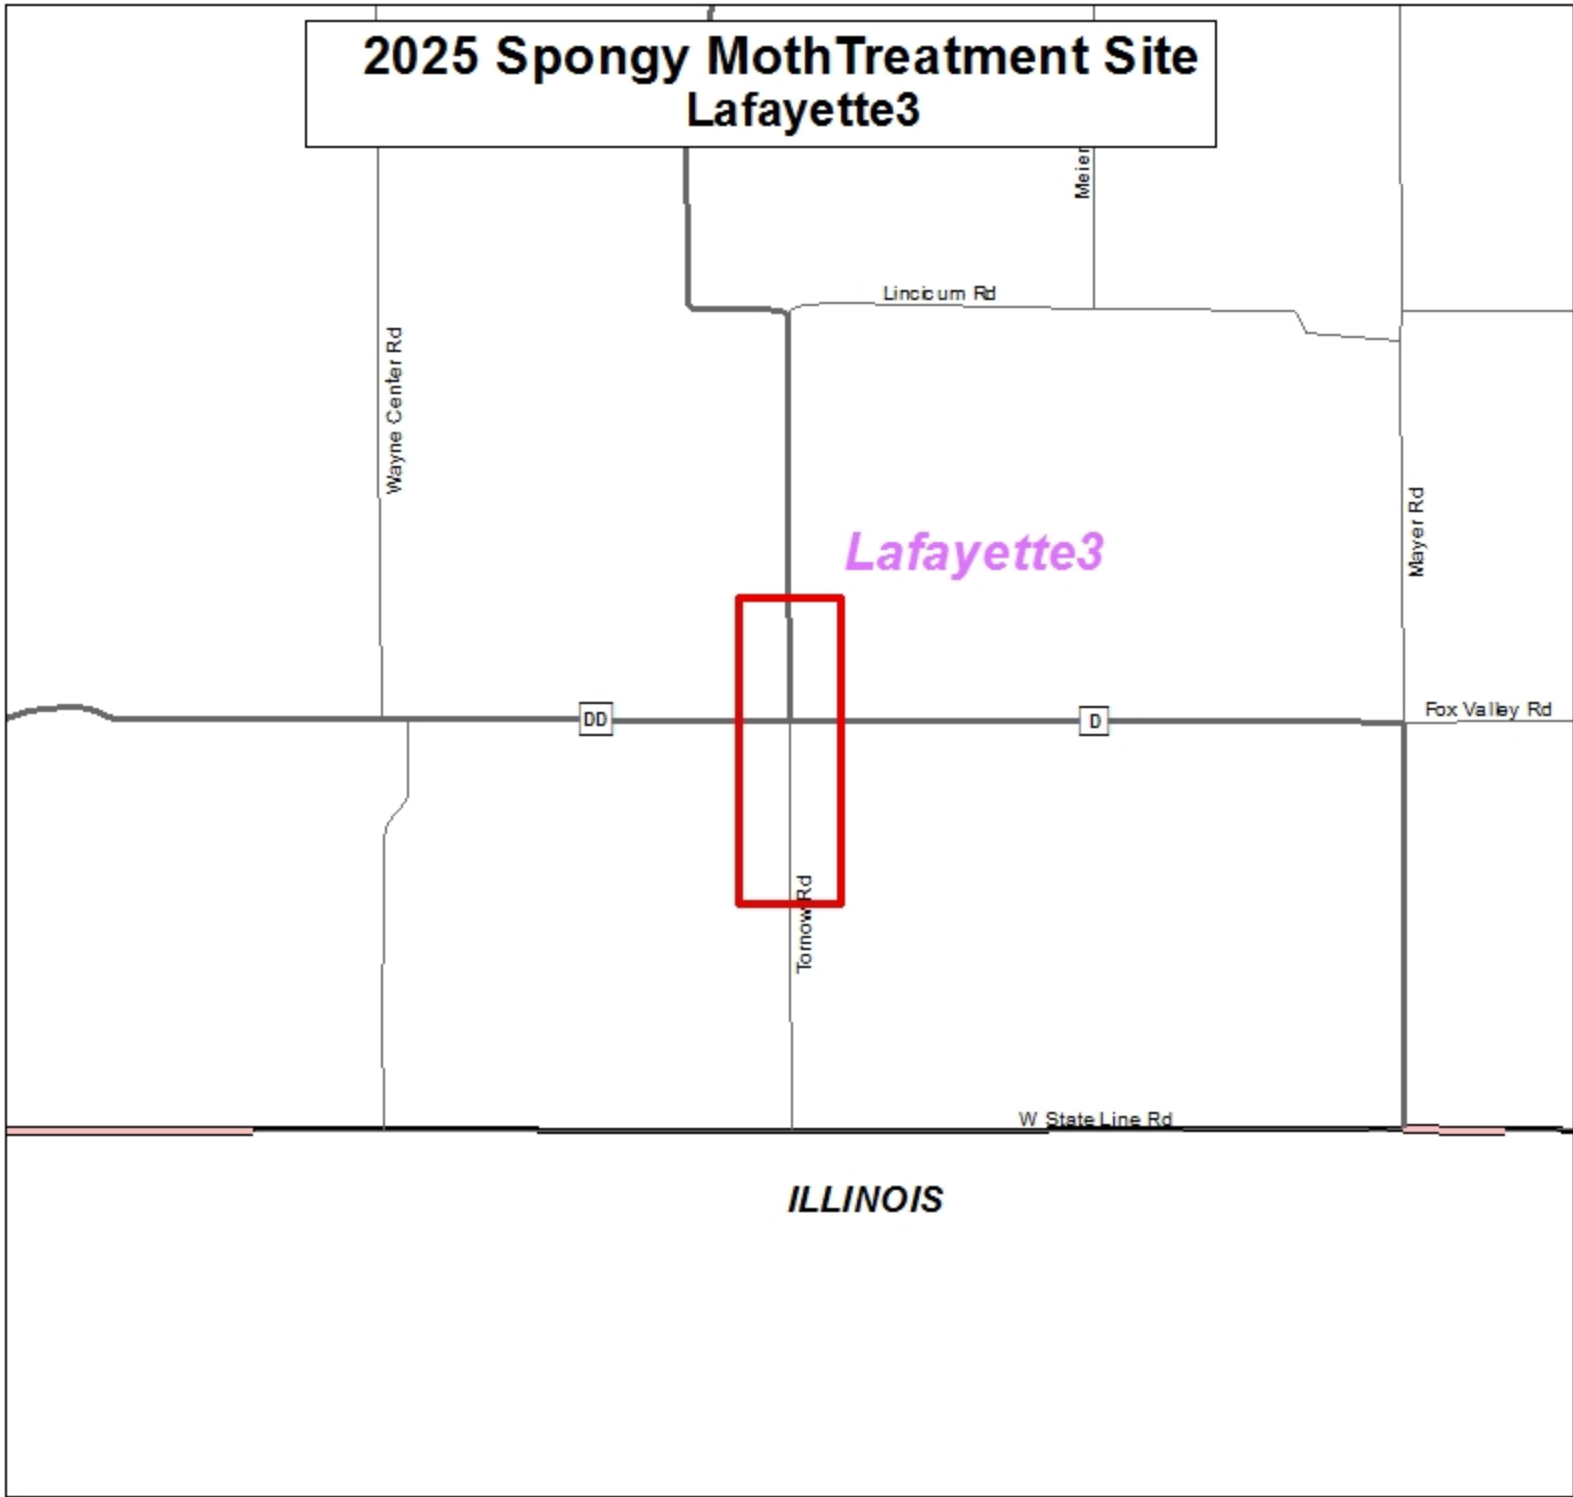 2025 Spongy MothTreatment Site
Lafayette3
Meier
Lincicum Rd
Wayne Center Rd
Mayer Rd
Lafayette3
DD
D
Fox Valley Rd
Tornow Rd
W State Line Rd
ILLINOIS